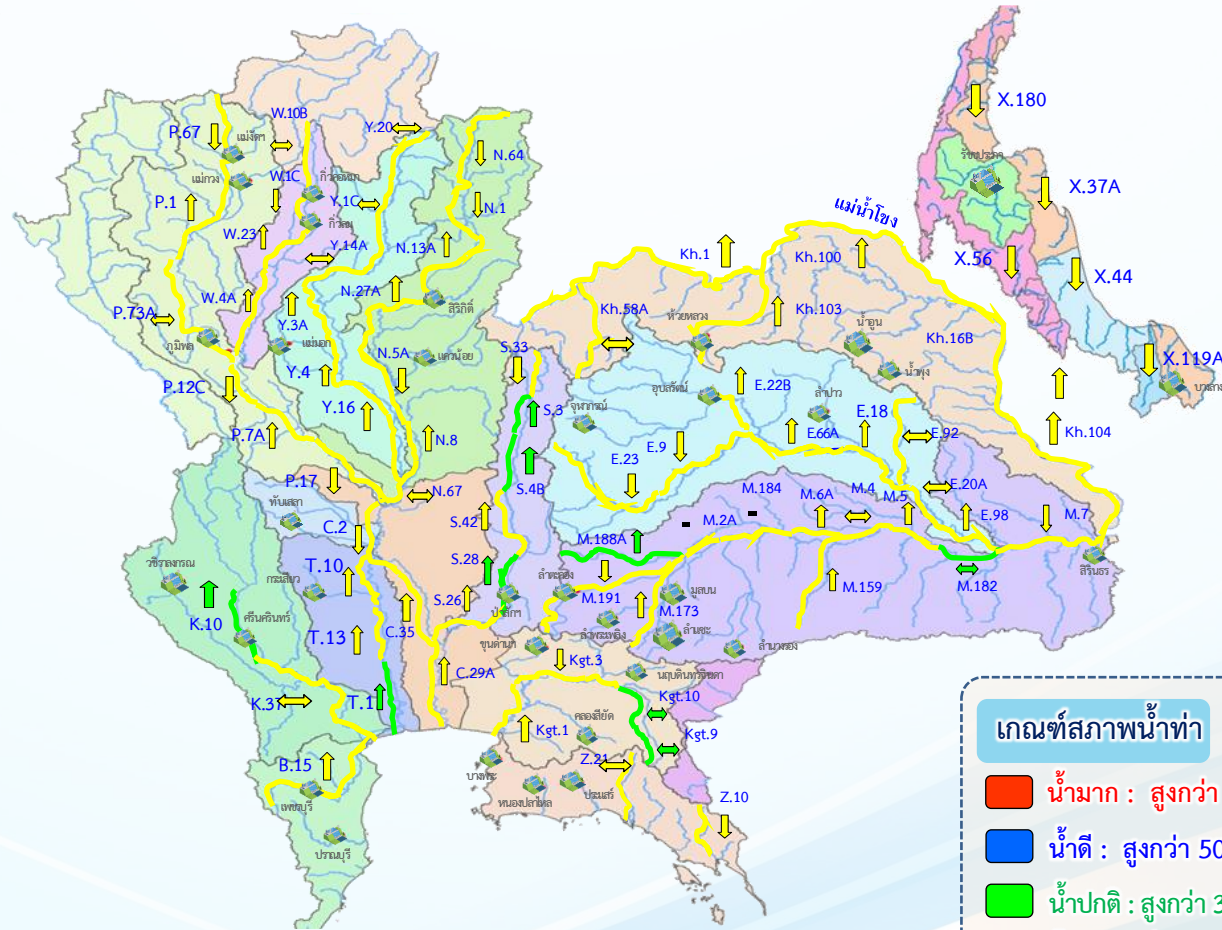 X.180
W.10B
Y.20
P.67
แม่งัดฯ
N.64
รัชชประภา
แม่กวง
W.1C
กิ่วคอหมา
X.37A
P.1
Y.1C
N.1
แม่น้ำโขง
กิ่วลม
W.23
Y.14A
N.13A
Kh.1
Kh.100
X.56
X.44
N.27A
W.4A
สิริกิติ์
Kh.58A
ห้วยหลวง
Kh.103
P.73A
Y.3A
น้ำอูน
Kh.16B
ภูมิพล
แม่มอก
N.5A
แควน้อย
S.33
X.119A
บางลาง
P.12C
Y.4
น้ำพุง
อุบลรัตน์
E.22B
ลำปาว
จุฬาภรณ์
S.3
E.18
Y.16
P.7A
N.8
E.9
E.66A
E.92
Kh.104
E.23
P.17
N.67
S.4B
M.184
M.6A
M.4
M.5
E.20A
ทับเสลา
C.2
S.42
M.2A
E.98
M.7
M.188A
วชิราลงกรณ
T.10
S.28
กระเสียว
ลำตะคอง
สิรินธร
K.10
S.26
ป่าสักฯ
M.191
มูลบน
M.159
M.182
ศรีนครินทร์
C.35
M.173
T.13
ลำพระเพลิง
ลำแชะ
ขุนด่านฯ
ลำนางรอง
C.29A
Kgt.3
นฤบดินทรจินดา
K.37
T.1
Kgt.10
คลองสียัด
Kgt.1
Kgt.9
B.15
Z.21
บางพระ
เพชรบุรี
หนองปลาไหล
ประแสร์
Z.10
ปราณบุรี
เกณฑ์สภาพน้ำท่า
น้ำมาก : สูงกว่า
น้ำดี : สูงกว่า 50
น้ำปกติ : สูงกว่า 3